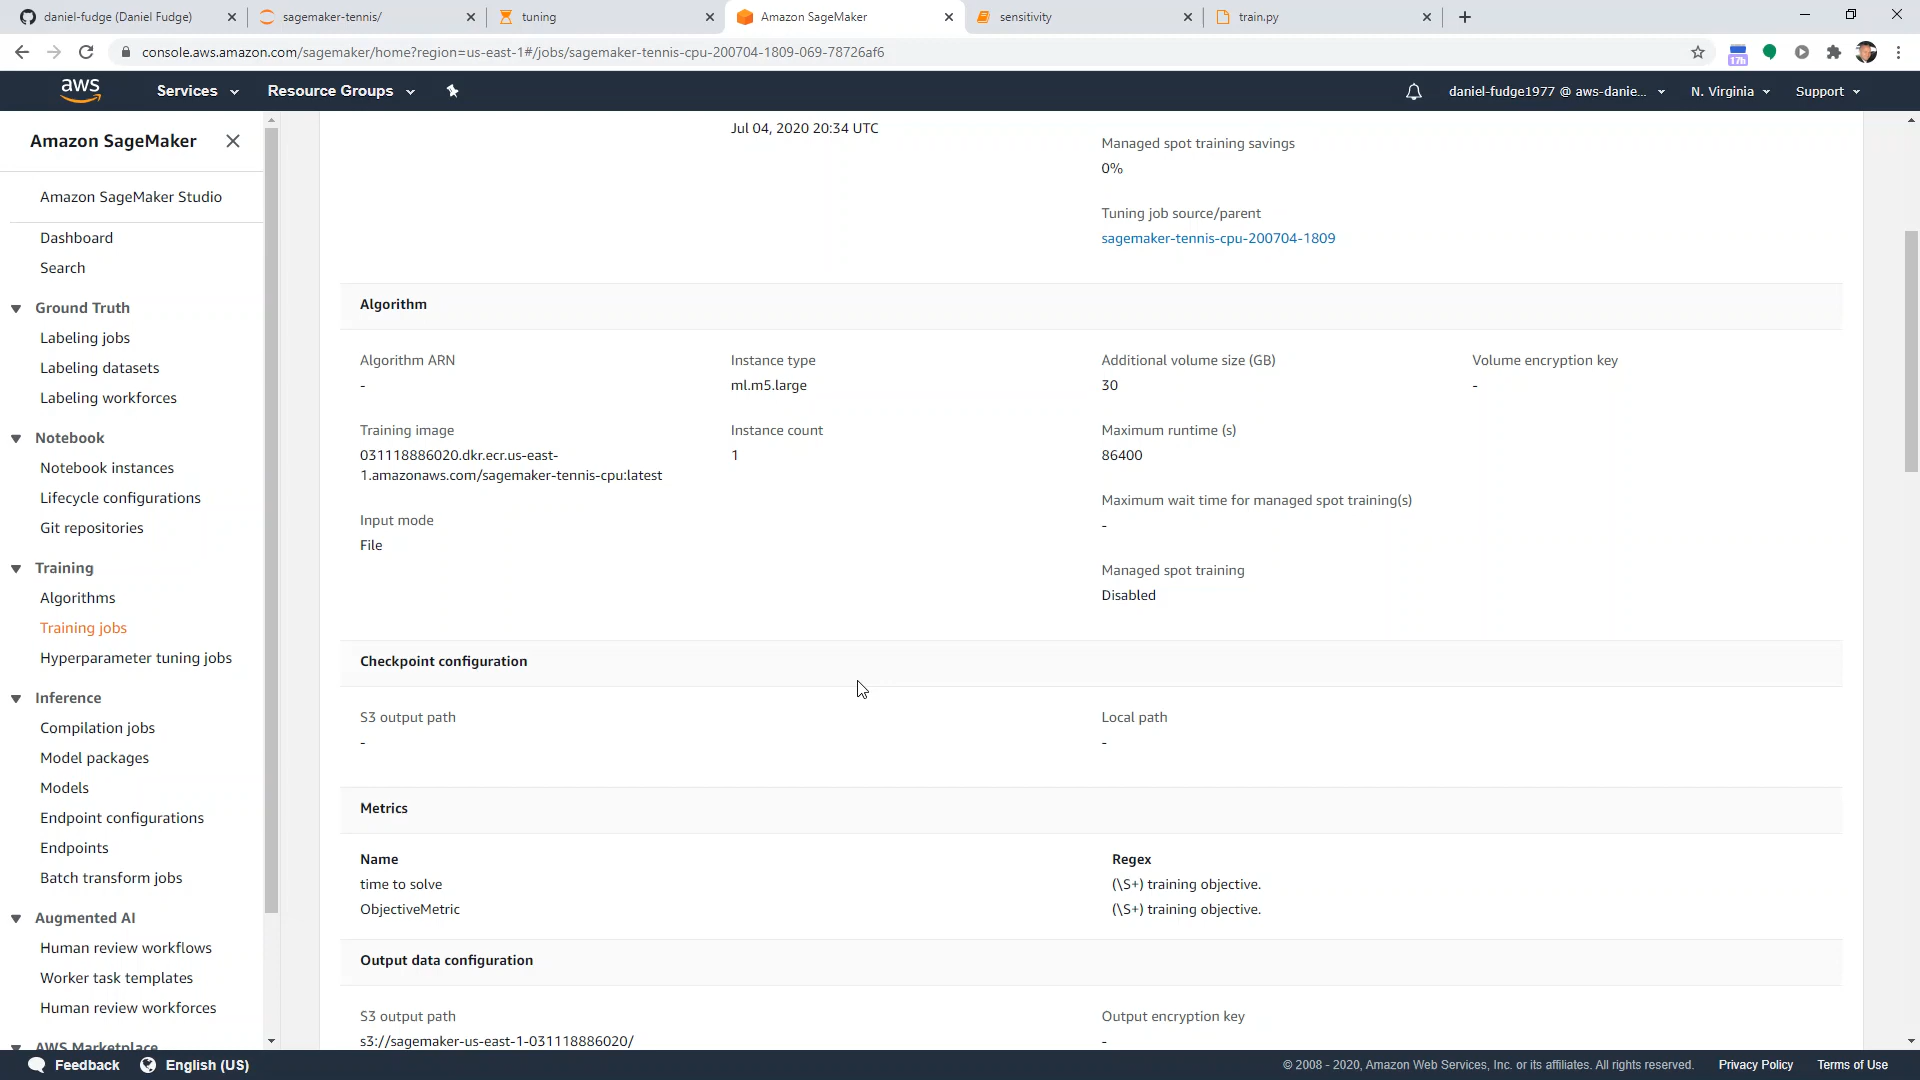 daniel-fudge (Daniel Fudge)
sagemaker-tennis/
tuning
Amazon SageMaker
sensitivity
train.py
console.aws.amazon.com/sagemaker/home?region=us-east-1#/jobs/sagemaker-tennis-cpu-200704-1809-069-78726af6
17h
aws
Services
Resource Groups
daniel-fudge1977 @ aws-danie...
N. Virginia
Support
Amazon SageMaker
Amazon SageMaker Studio
Dashboard
Search
Ground Truth
Labeling jobs
Labeling datasets
Labeling workforces
Notebook
Notebook instances
Lifecycle configurations
Git repositories
Training
Algorithms
Training jobs
Hyperparameter tuning jobs
Inference
Compilation jobs
Model packages
Models
Endpoint configurations
Endpoints
Batch transform jobs
Augmented AI
Human review workflows
Worker task templates
Human review workforces
AWS Marketplace
Jul 04, 2020 20:34 UTC
Managed spot training savings
0%
Tuning job source/parent
sagemaker-tennis-cpu-200704-1809
Algorithm
Algorithm ARN
-
Training image
031118886020.dkr.ecr.us-east-
1.amazonaws.com/sagemaker-tennis-cpu:latest
Input mode
File
Instance type
ml.m5.large
Instance count
1
Additional volume size (GB)
30
Maximum runtime (s)
86400
Maximum wait time for managed spot training(s)
-
Managed spot training
Disabled
Volume encryption key
-
Checkpoint configuration
S3 output path
-
Local path
-
Metrics
Name
Regex
time to solve
(\S+) training objective.
ObjectiveMetric
(\S+) training objective.
Output data configuration
S3 output path
s3://sagemaker-us-east-1-031118886020/
Output encryption key
-
Feedback
English (US)
© 2008 - 2020, Amazon Web Services, Inc. or its affiliates. All rights reserved.
Privacy Policy
Terms of Use